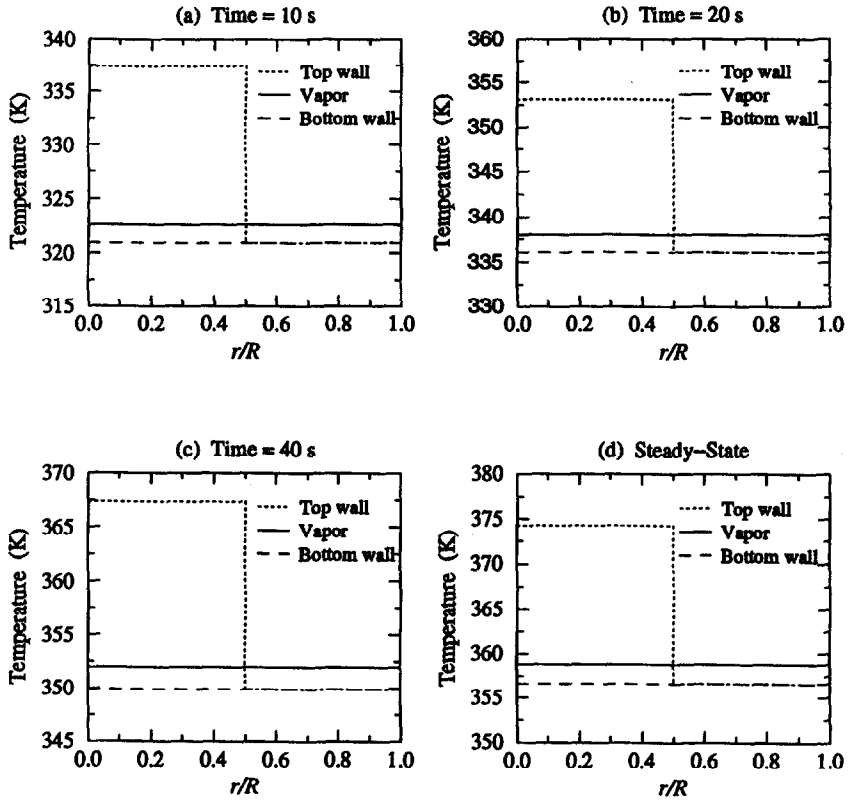 (a) Time = 10 s
Temperature (K)
340
335
330
325
320
315
Top wall
Vapor
Bottom wall
0.0 0.2 0.4 0.6 0.8 1.0
r/R
(b) Time = 20 s
Temperature (K)
360
355
350
345
340
335
330
Top wall
Vapor
Bottom wall
0.0 0.2 0.4 0.6 0.8 1.0
r/R
(c) Time = 40 s
Temperature (K)
370
365
360
355
350
345
Top wall
Vapor
Bottom wall
0.0 0.2 0.4 0.6 0.8 1.0
r/R
(d) Steady–State
Temperature (K)
380
375
370
365
360
355
350
Top wall
Vapor
Bottom wall
0.0 0.2 0.4 0.6 0.8 1.0
r/R